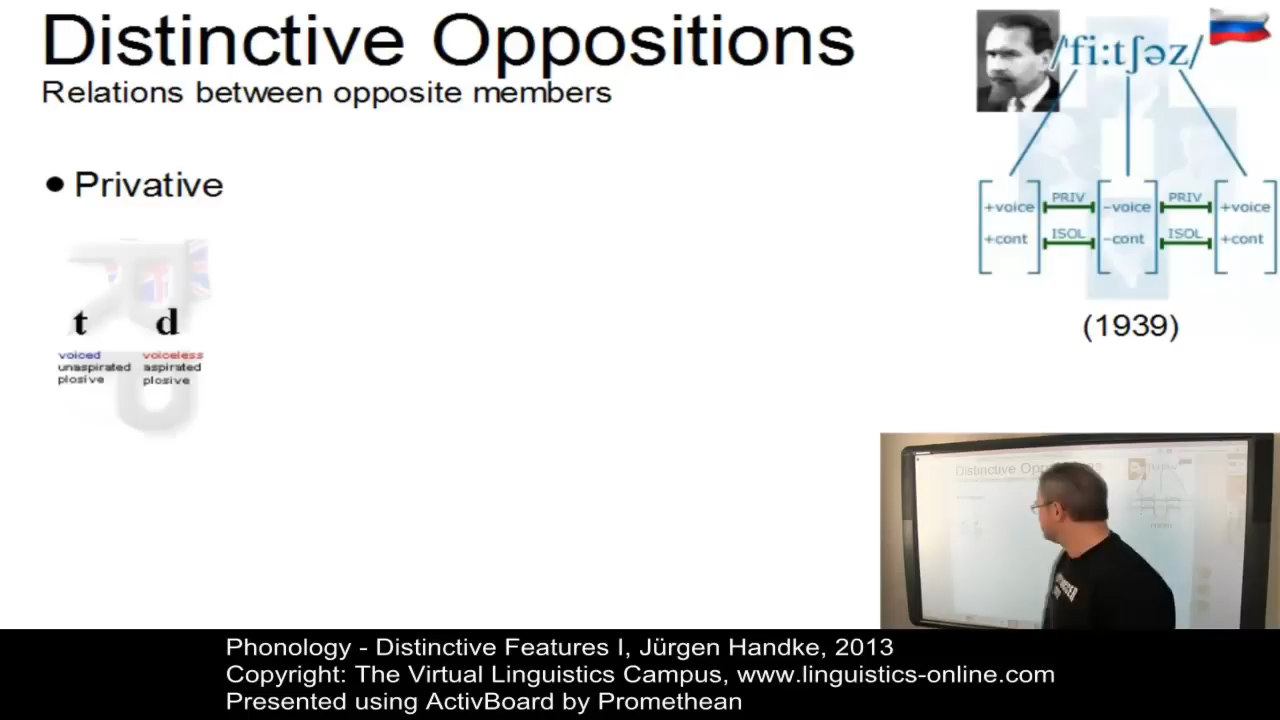 Distinctive Oppositions
Relations between opposite members
• Privative
t d
voiced voiceless
unaspirated aspirated
plosive plosive
/ˈfiːtʃəz/
+voice PRIV –voice PRIV +voice
+cont ISOL –cont ISOL +cont
(1939)
Distinctive Opp
Phonology - Distinctive Features I, Jürgen Handke, 2013
Copyright: The Virtual Linguistics Campus, www.linguistics-online.com
Presented using ActivBoard by Promethean